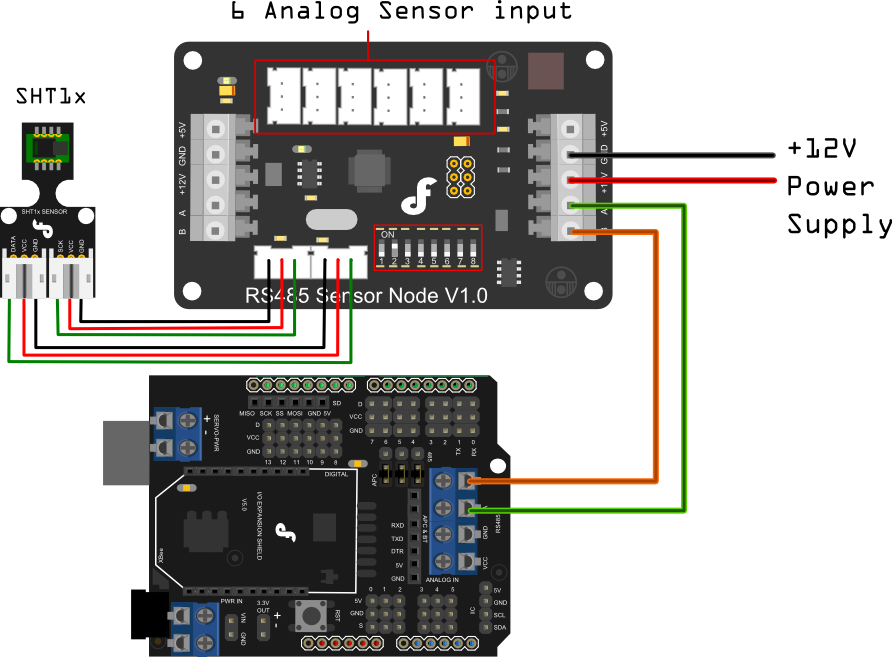 6 Analog Sensor input
SHT1x
SHT1x SENSOR
DATA
VCC
GND
SCK
VCC
GND
+5V
GND
+12V
A
B
ON
1 2 3 4 5 6 7 8
RS485 Sensor Node V1.0
+5V
GND
A
+12V
Power
Supply
MISO SCK SS MOSI GND 5V
SD
D
VCC
GND
13 12 11 10 9 8
DIGITAL
D
VCC
GND
7 6 5 4 3 2 1 0
TX
RX
SERVO-PWR
+
-
485
APC
XBee
V5.0
I/O EXPANSION SHIELD
RXD
TXD
DTR
5V
GND
APC & BT
A
GND
VCC
RS485
ANALOG IN
0 1 2 3 4 5
5V
GND
S
PWR IN
3.3V
OUT
VIN
GND
+
-
RST
IIC
5V
GND
SCL
SDA